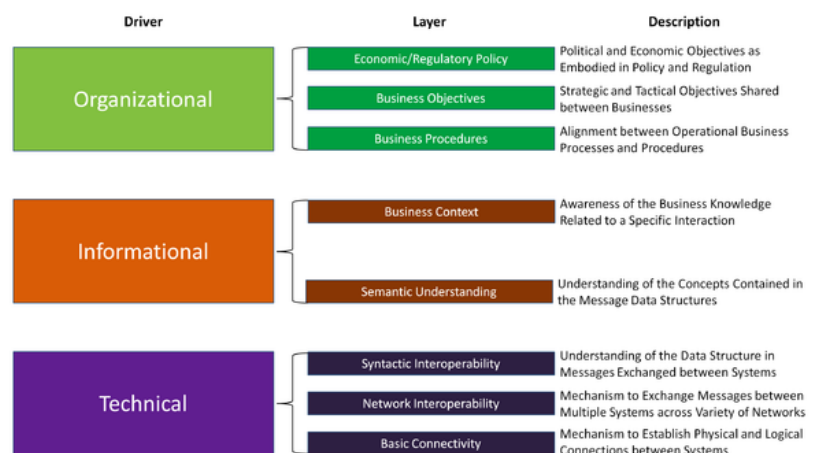 Driver
Layer
Description
Organizational
Economic/Regulatory Policy
Political and Economic Objectives as
Embodied in Policy and Regulation
Business Objectives
Strategic and Tactical Objectives Shared
between Businesses
Business Procedures
Alignment between Operational Business
Processes and Procedures
Informational
Business Context
Awareness of the Business Knowledge
Related to a Specific Interaction
Semantic Understanding
Understanding of the Concepts Contained in
the Message Data Structures
Technical
Syntactic Interoperability
Understanding of the Data Structure in
Messages Exchanged between Systems
Network Interoperability
Mechanism to Exchange Messages between
Multiple Systems across Variety of Networks
Basic Connectivity
Mechanism to Establish Physical and Logical
Connections between Systems